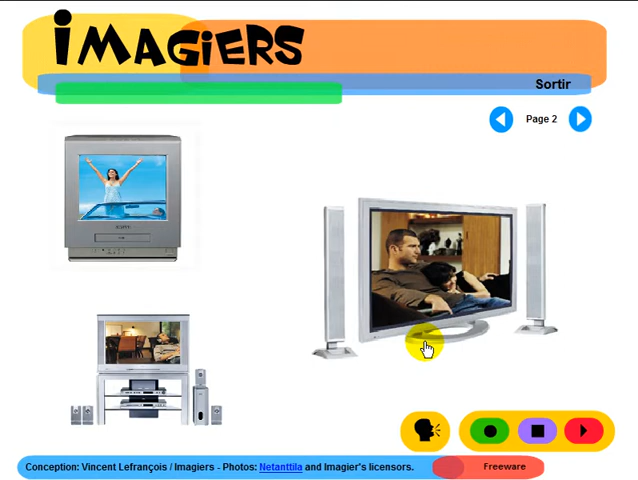 iMAGiERS
Sortir
Page 2
Conception: Vincent Lefrançois / Imagiers - Photos: Netanttila and Imagier's licensors.
Freeware